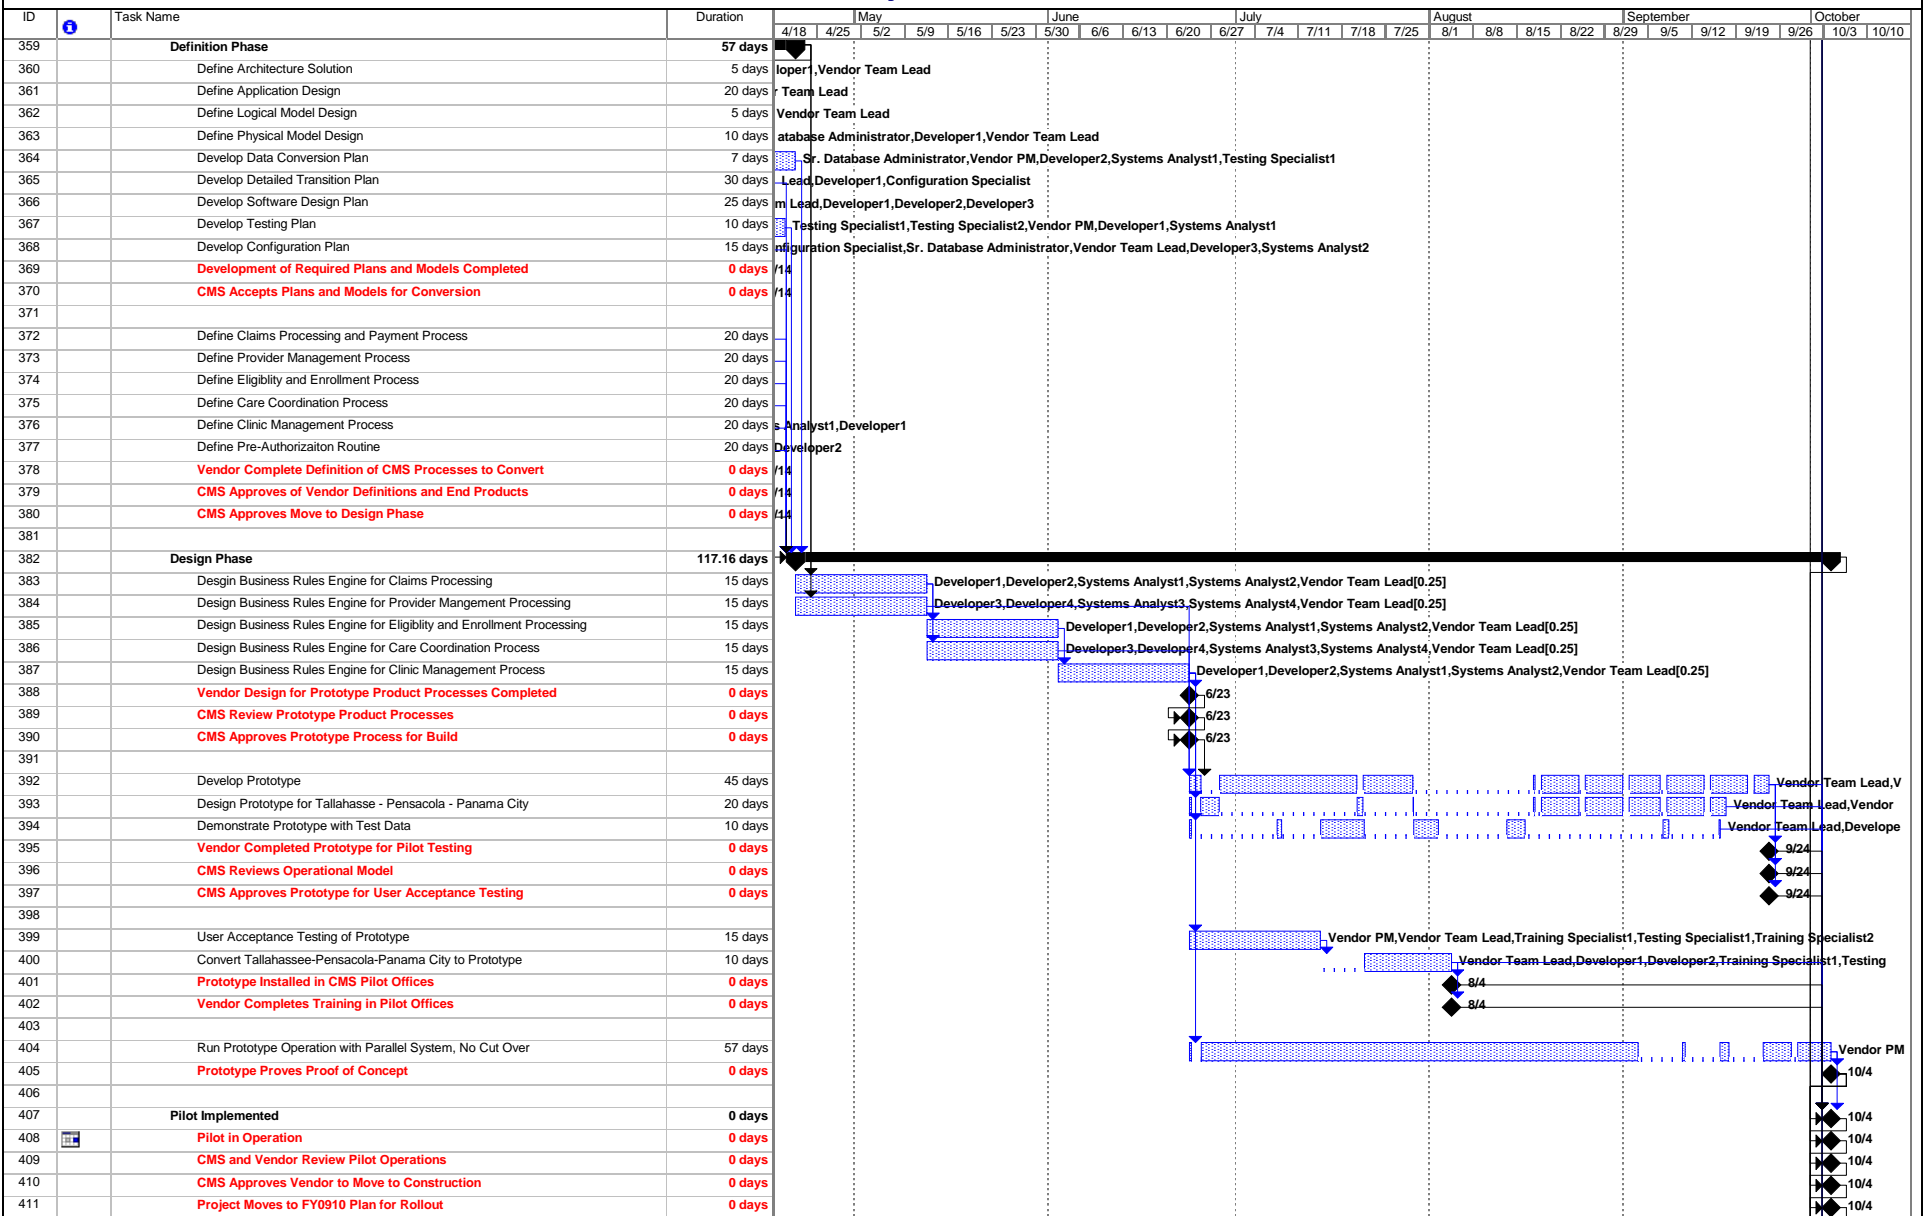 ID Task Name Duration May June July August September October
4/18 4/25 5/2 5/9 5/16 5/23 5/30 6/6 6/13 6/20 6/27 7/4 7/11 7/18 7/25 8/1 8/8 8/15 8/22 8/29 9/5 9/12 9/19 9/26 10/3 10/10
359 Definition Phase 57 days
360 Define Architecture Solution 5 days loper1,Vendor Team Lead
361 Define Application Design 20 days r Team Lead
362 Define Logical Model Design 5 days Vendor Team Lead
363 Define Physical Model Design 10 days atabase Administrator,Developer1,Vendor Team Lead
364 Develop Data Conversion Plan 7 days Sr. Database Administrator,Vendor PM,Developer2,Systems Analyst1,Testing Specialist1
365 Develop Detailed Transition Plan 30 days Lead,Developer1,Configuration Specialist
366 Develop Software Design Plan 25 days m Lead,Developer1,Developer2,Developer3
367 Develop Testing Plan 10 days Testing Specialist1,Testing Specialist2,Vendor PM,Developer1,Systems Analyst1
368 Develop Configuration Plan 15 days nfiguration Specialist,Sr. Database Administrator,Vendor Team Lead,Developer3,Systems Analyst2
369 Development of Required Plans and Models Completed 0 days /14
370 CMS Accepts Plans and Models for Conversion 0 days /14
371
372 Define Claims Processing and Payment Process 20 days
373 Define Provider Management Process 20 days
374 Define Eligiblity and Enrollment Process 20 days
375 Define Care Coordination Process 20 days
376 Define Clinic Management Process 20 days s Analyst1,Developer1
377 Define Pre-Authorizaiton Routine 20 days Developer2
378 Vendor Complete Definition of CMS Processes to Convert 0 days /14
379 CMS Approves of Vendor Definitions and End Products 0 days /14
380 CMS Approves Move to Design Phase 0 days /14
381
382 Design Phase 117.16 days
383 Desgin Business Rules Engine for Claims Processing 15 days Developer1,Developer2,Systems Analyst1,Systems Analyst2,Vendor Team Lead[0.25]
384 Design Business Rules Engine for Provider Mangement Processing 15 days Developer3,Developer4,Systems Analyst3,Systems Analyst4,Vendor Team Lead[0.25]
385 Design Business Rules Engine for Eligiblity and Enrollment Processing 15 days Developer1,Developer2,Systems Analyst1,Systems Analyst2,Vendor Team Lead[0.25]
386 Design Business Rules Engine for Care Coordination Process 15 days Developer3,Developer4,Systems Analyst3,Systems Analyst4,Vendor Team Lead[0.25]
387 Design Business Rules Engine for Clinic Management Process 15 days Developer1,Developer2,Systems Analyst1,Systems Analyst2,Vendor Team Lead[0.25]
388 Vendor Design for Prototype Product Processes Completed 0 days 6/23
389 CMS Review Prototype Product Processes 0 days 6/23
390 CMS Approves Prototype Process for Build 0 days 6/23
391
392 Develop Prototype 45 days Vendor Team Lead,V
393 Design Prototype for Tallahasse - Pensacola - Panama City 20 days Vendor Team Lead,Vendor
394 Demonstrate Prototype with Test Data 10 days Vendor Team Lead,Develope
395 Vendor Completed Prototype for Pilot Testing 0 days 9/24
396 CMS Reviews Operational Model 0 days 9/24
397 CMS Approves Prototype for User Acceptance Testing 0 days 9/24
398
399 User Acceptance Testing of Prototype 15 days Vendor PM,Vendor Team Lead,Training Specialist1,Testing Specialist1,Training Specialist2
400 Convert Tallahassee-Pensacola-Panama City to Prototype 10 days Vendor Team Lead,Developer1,Developer2,Training Specialist1,Testing
401 Prototype Installed in CMS Pilot Offices 0 days 8/4
402 Vendor Completes Training in Pilot Offices 0 days 8/4
403
404 Run Prototype Operation with Parallel System, No Cut Over 57 days Vendor PM
405 Prototype Proves Proof of Concept 0 days 10/4
406
407 Pilot Implemented 0 days 10/4
408 Pilot in Operation 0 days 10/4
409 CMS and Vendor Review Pilot Operations 0 days 10/4
410 CMS Approves Vendor to Move to Construction 0 days 10/4
411 Project Moves to FY0910 Plan for Rollout 0 days 10/4